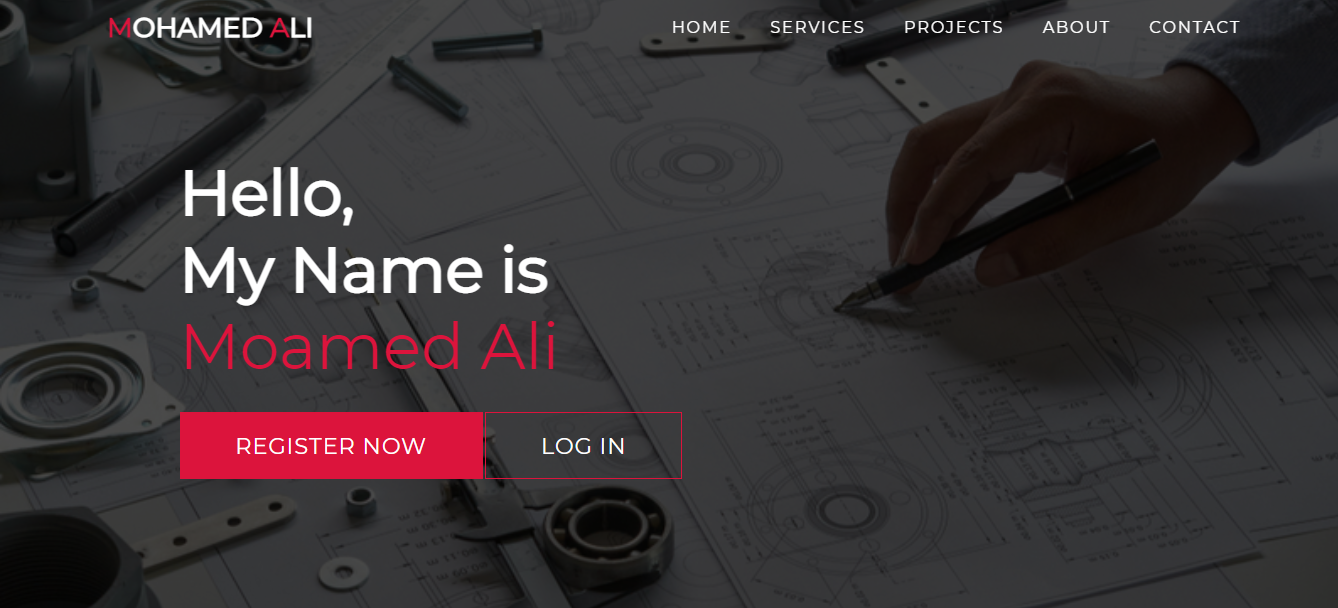 MOHAMED ALI
HOME SERVICES PROJECTS ABOUT CONTACT
Hello,
My Name is
Moamed Ali
REGISTER NOW LOG IN